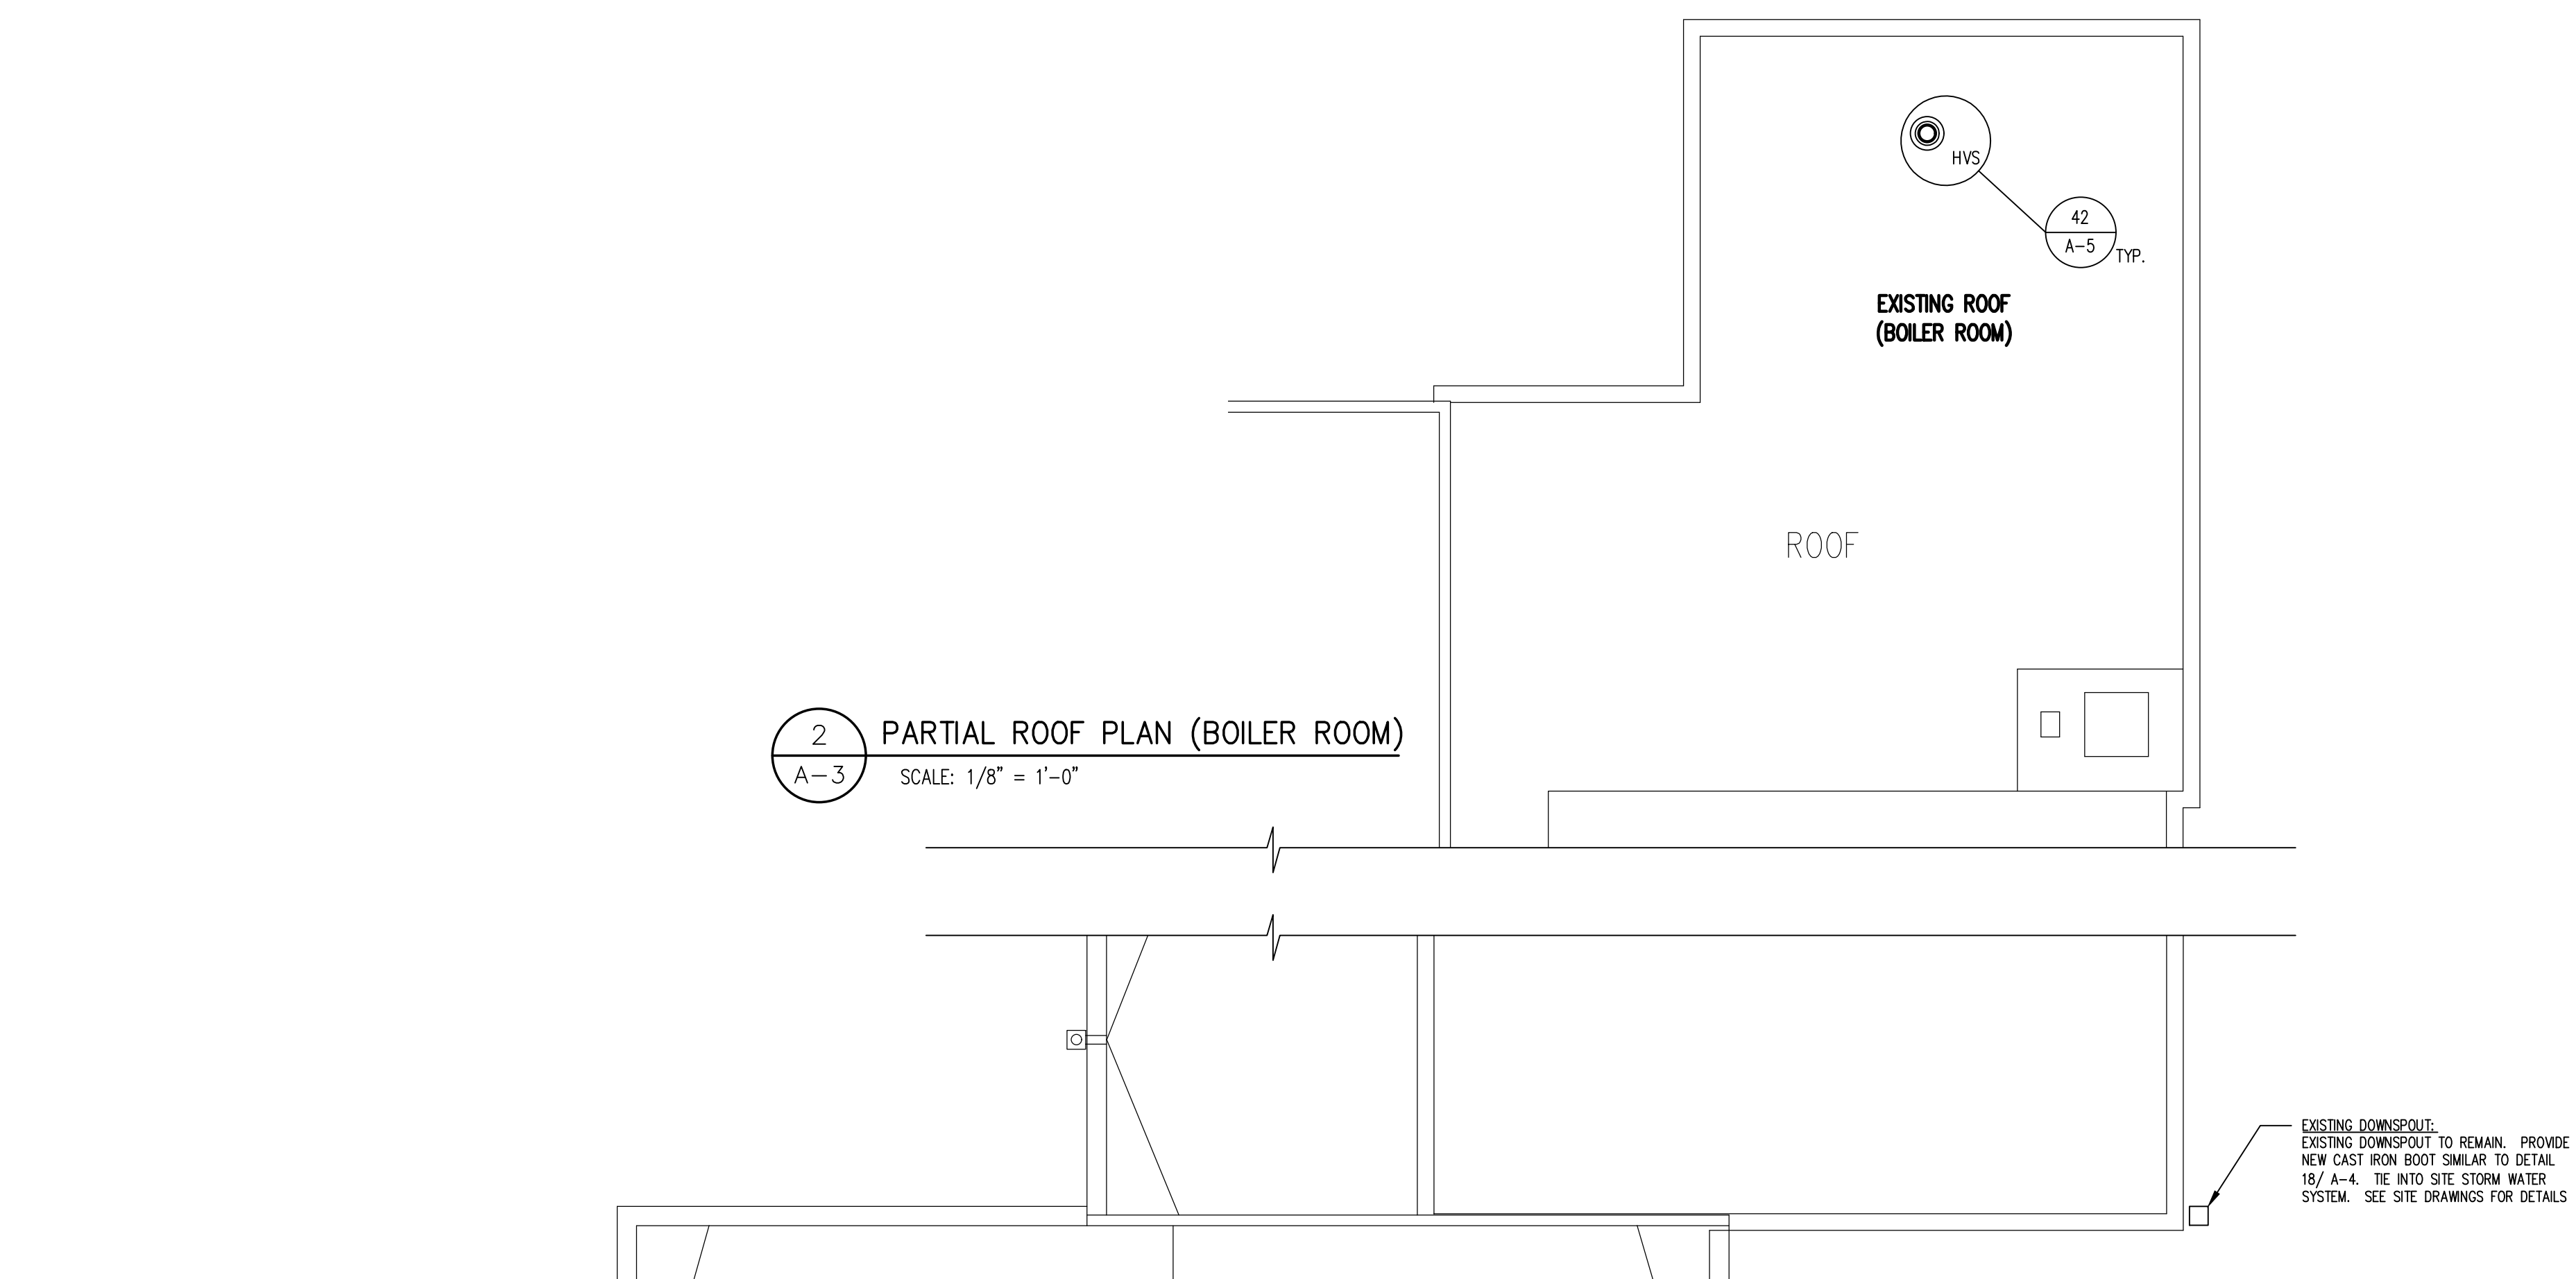 HVS
42
A-5
TYP.
EXISTING ROOF
(BOILER ROOM)
ROOF
2
A-3
PARTIAL ROOF PLAN (BOILER ROOM)
SCALE: 1/8" = 1'-0"
EXISTING DOWNSPOUT:
EXISTING DOWNSPOUT TO REMAIN. PROVIDE
NEW CAST IRON BOOT SIMILAR TO DETAIL
18/ A-4. TIE INTO SITE STORM WATER
SYSTEM. SEE SITE DRAWINGS FOR DETAILS